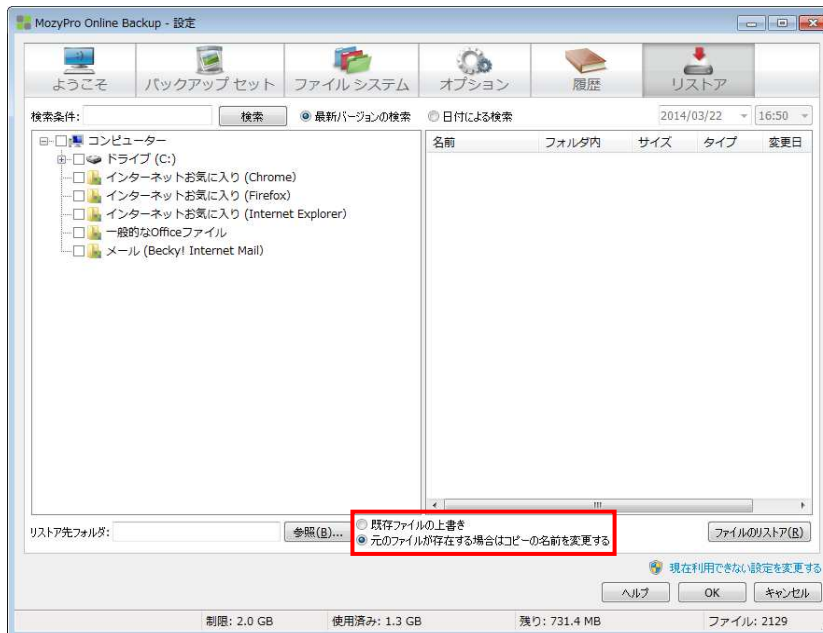 MozyPro Online Backup - 設定
ようこそ バックアップ セット ファイル システム オプション 履歴 リストア
検索条件: 検索 最新バージョンの検索 日付による検索 2014/03/22 16:50
コンピューター
ドライブ (C:)
インターネットお気に入り (Chrome)
インターネットお気に入り (Firefox)
インターネットお気に入り (Internet Explorer)
一般的なOfficeファイル
メール (Becky! Internet Mail)
名前 フォルダ内 サイズ タイプ 変更日
リストア先フォルダ: 参照(B)...
既存ファイルの上書き
元のファイルが存在する場合はコピーの名前を変更する
ファイルのリストア(R)
現在利用できない設定を変更する
ヘルプ OK キャンセル
制限: 2.0 GB 使用済み: 1.3 GB 残り: 731.4 MB ファイル: 2129